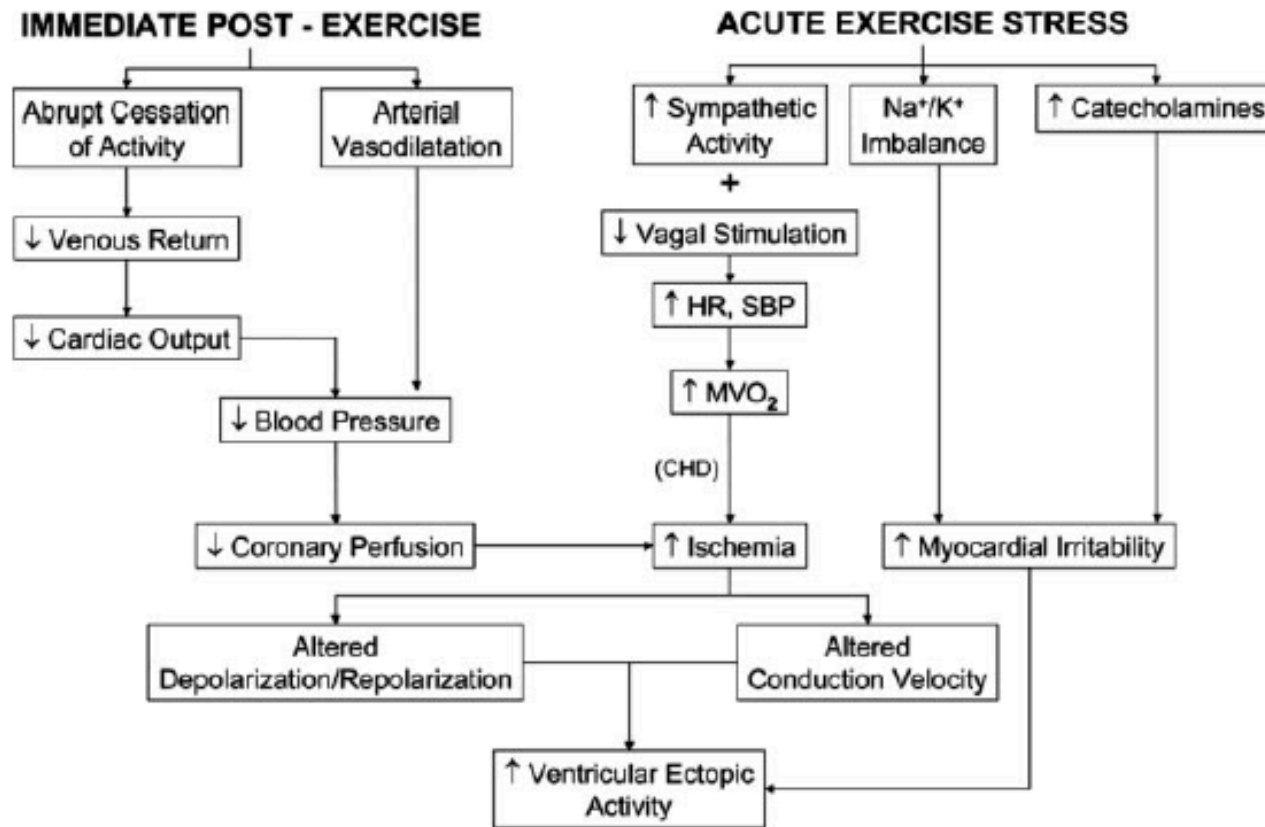 IMMEDIATE POST - EXERCISE
ACUTE EXERCISE STRESS
Abrupt Cessation
of Activity
Arterial
Vasodilatation
↑ Sympathetic
Activity
Na⁺/K⁺
Imbalance
↑ Catecholamines
+
↓ Venous Return
↓ Vagal Stimulation
↑ HR, SBP
↓ Cardiac Output
↑ MVO₂
↓ Blood Pressure
(CHD)
↓ Coronary Perfusion
↑ Ischemia
↑ Myocardial Irritability
Altered
Depolarization/Repolarization
Altered
Conduction Velocity
↑ Ventricular Ectopic
Activity